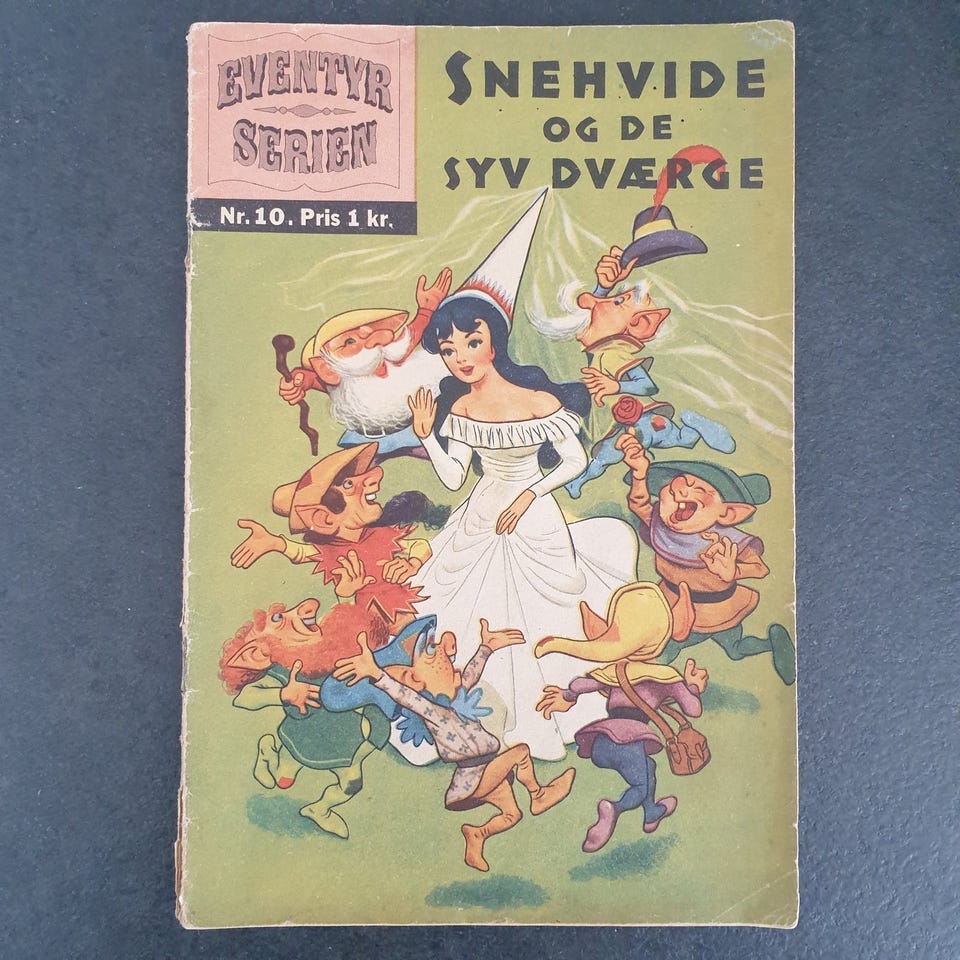 EVENTYR
SERIEN
Nr. 10. Pris 1 kr.
SNEHVIDE
OG DE
SYV DVÆRGE